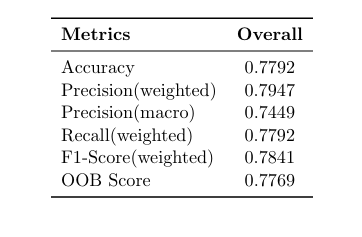 Metrics Overall
Accuracy 0.7792
Precision(weighted) 0.7947
Precision(macro) 0.7449
Recall(weighted) 0.7792
F1-Score(weighted) 0.7841
OOB Score 0.7769